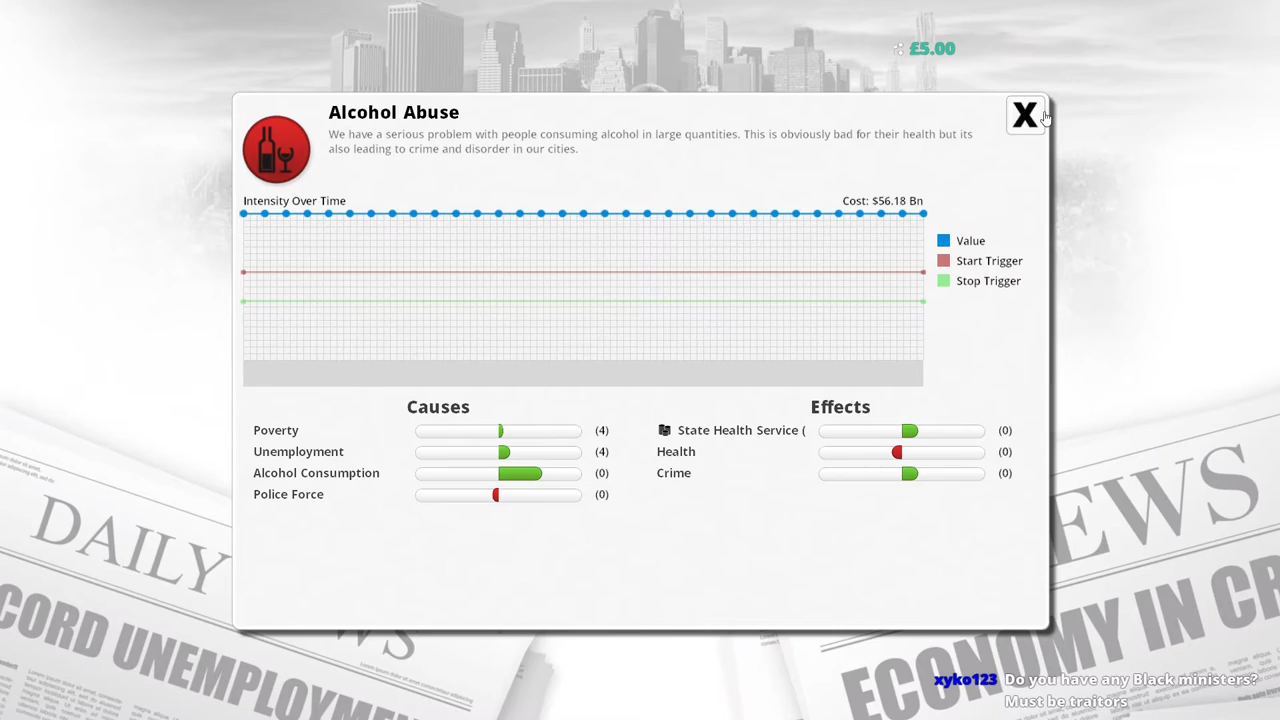 £5.00
Alcohol Abuse
X
We have a serious problem with people consuming alcohol in large quantities. This is obviously bad for their health but its
also leading to crime and disorder in our cities.
Intensity Over Time
Cost: $56.18 Bn
Value
Start Trigger
Stop Trigger
Causes
Poverty (4)
Unemployment (4)
Alcohol Consumption (0)
Police Force (0)
Effects
State Health Service ( (0)
Health (0)
Crime (0)
DAILY
CORD UNEMPLOYM
WS
EWS
ECONOMY IN CR
xyko123 Do you have any Black ministers?
Must be traitors